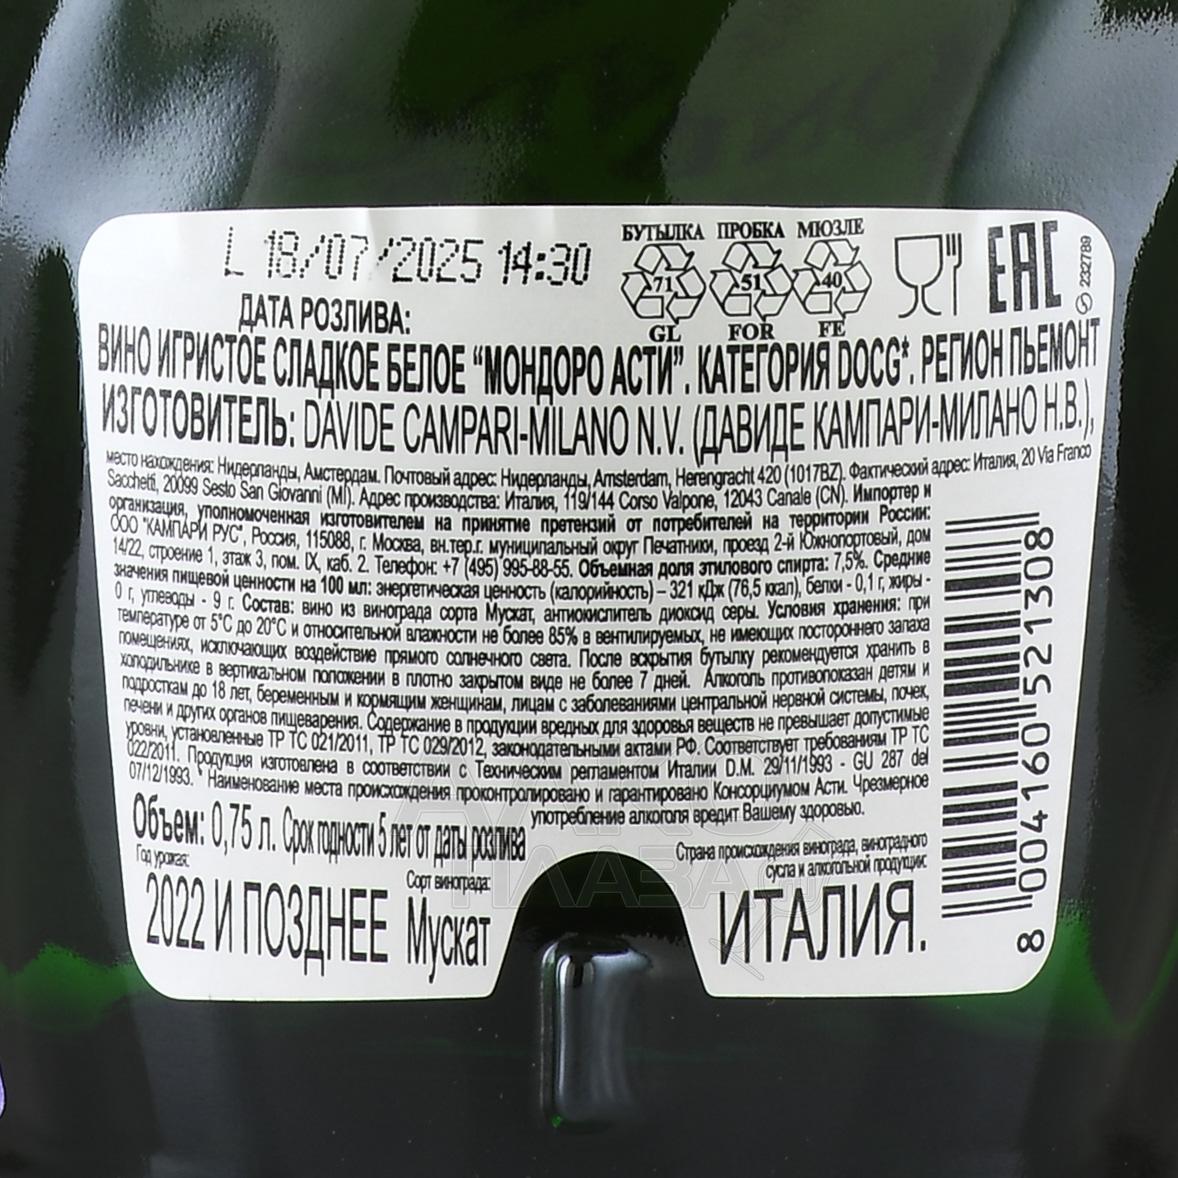 L 18/07/2025 14:30
БУТЫЛКА ПРОБКА МЮЗЛЕ
71 51 40
GL FOR FE
EAC
232789
ДАТА РОЗЛИВА:
ВИНО ИГРИСТОЕ СЛАДКОЕ БЕЛОЕ "МОНДОРО АСТИ". КАТЕГОРИЯ DOCG*. РЕГИОН ПЬЕМОНТ
ИЗГОТОВИТЕЛЬ: DAVIDE CAMPARI-MILANO N.V. (ДАВИДЕ КАМПАРИ-МИЛАНО Н.В.),
место нахождения: Нидерланды, Амстердам. Почтовый адрес: Нидерланды, Amsterdam, Herengracht 420 (1017BZ). Фактический адрес: Италия, 20 Via Franco
Sacchetti, 20099 Sesto San Giovanni (MI). Адрес производства: Италия, 119/144 Corso Valpone, 12043 Canale (CN). Импортер и
организация, уполномоченная изготовителем на принятие претензий от потребителей на территории России:
ООО "КАМПАРИ РУС", Россия, 115088, г. Москва, вн.тер.г. муниципальный округ Печатники, проезд 2-й Южнопортовый, дом
14/22, строение 1, этаж 3, пом. IX, каб. 2. Телефон: +7 (495) 995-88-55. Объемная доля этилового спирта: 7,5%. Средние
значения пищевой ценности на 100 мл: энергетическая ценность (калорийность) – 321 кДж (76,5 ккал), белки - 0,1 г, жиры -
0 г, углеводы - 9 г. Состав: вино из винограда сорта Мускат, антиокислитель диоксид серы. Условия хранения: при
температуре от 5°С до 20°С и относительной влажности не более 85% в вентилируемых, не имеющих постороннего запаха
помещениях, исключающих воздействие прямого солнечного света. После вскрытия бутылку рекомендуется хранить в
холодильнике в вертикальном положении в плотно закрытом виде не более 7 дней. Алкоголь противопоказан детям и
подросткам до 18 лет, беременным и кормящим женщинам, лицам с заболеваниями центральной нервной системы, почек,
печени и других органов пищеварения. Содержание в продукции вредных для здоровья веществ не превышает допустимые
уровни, установленные ТР ТС 021/2011, ТР ТС 029/2012, законодательными актами РФ. Соответствует требованиям ТР ТС
022/2011. Продукция изготовлена в соответствии с Техническим регламентом Италии D.M. 29/11/1993 - GU 287 del
07/12/1993. * Наименование места происхождения проконтролировано и гарантировано Консорциумом Асти. Чрезмерное
употребление алкоголя вредит Вашему здоровью.
Объем: 0,75 л. Срок годности 5 лет от даты розлива
Год урожая:
2022 И ПОЗДНЕЕ
Сорт винограда:
Мускат
Страна происхождения винограда, виноградного
сусла и алкогольной продукции:
ИТАЛИЯ.
8 004160 521308
АЛКО
ПЛАЗА.ru